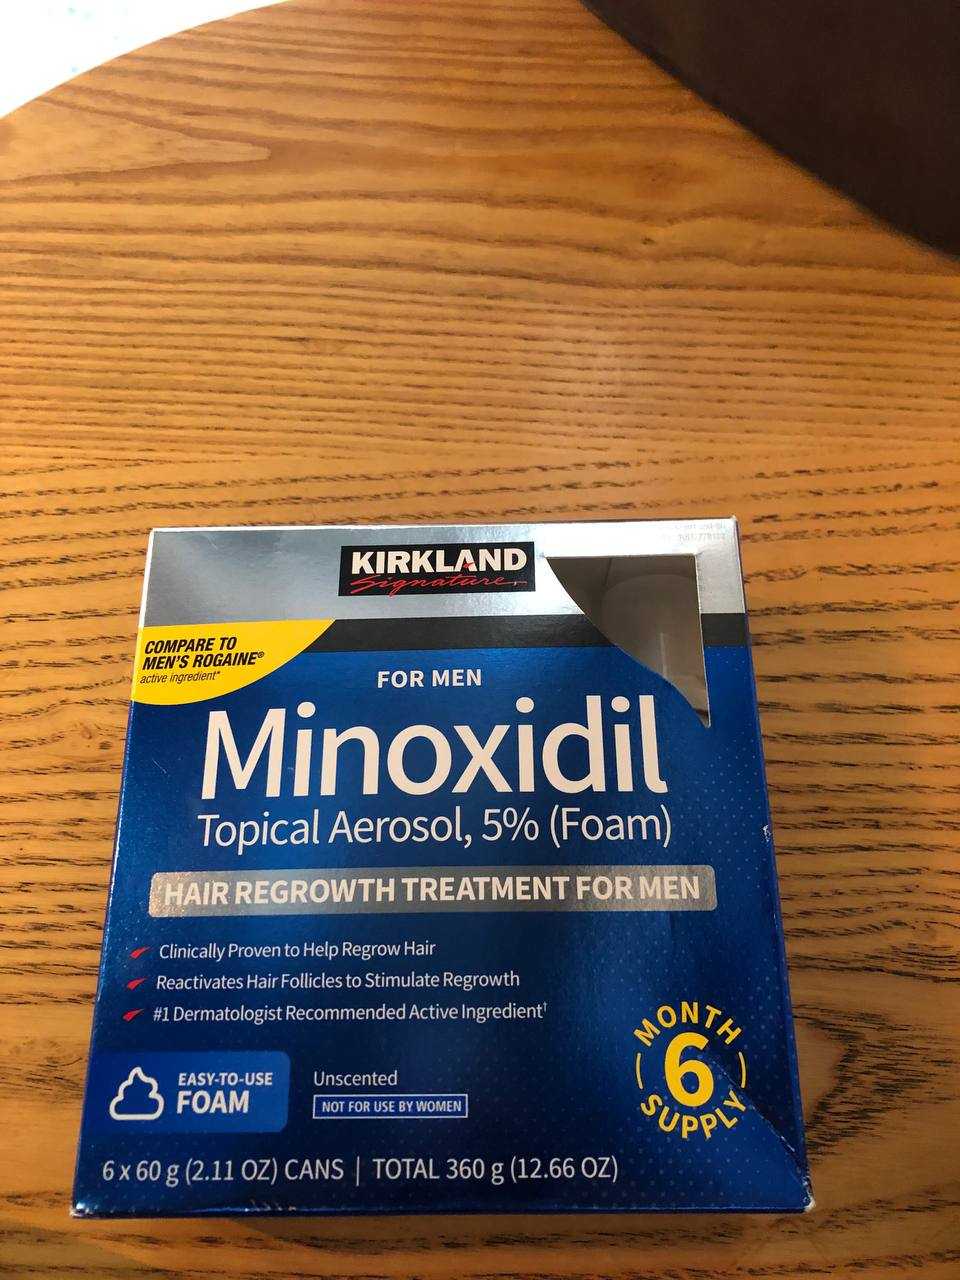 KIRKLAND
Signature
COMPARE TO
MEN'S ROGAINE®
active ingredient*
FOR MEN
Minoxidil
Topical Aerosol, 5% (Foam)
HAIR REGROWTH TREATMENT FOR MEN
Clinically Proven to Help Regrow Hair
Reactivates Hair Follicles to Stimulate Regrowth
#1 Dermatologist Recommended Active Ingredient†
MONTH
6
SUPPLY
EASY-TO-USE
FOAM
Unscented
NOT FOR USE BY WOMEN
6 x 60 g (2.11 OZ) CANS | TOTAL 360 g (12.66 OZ)